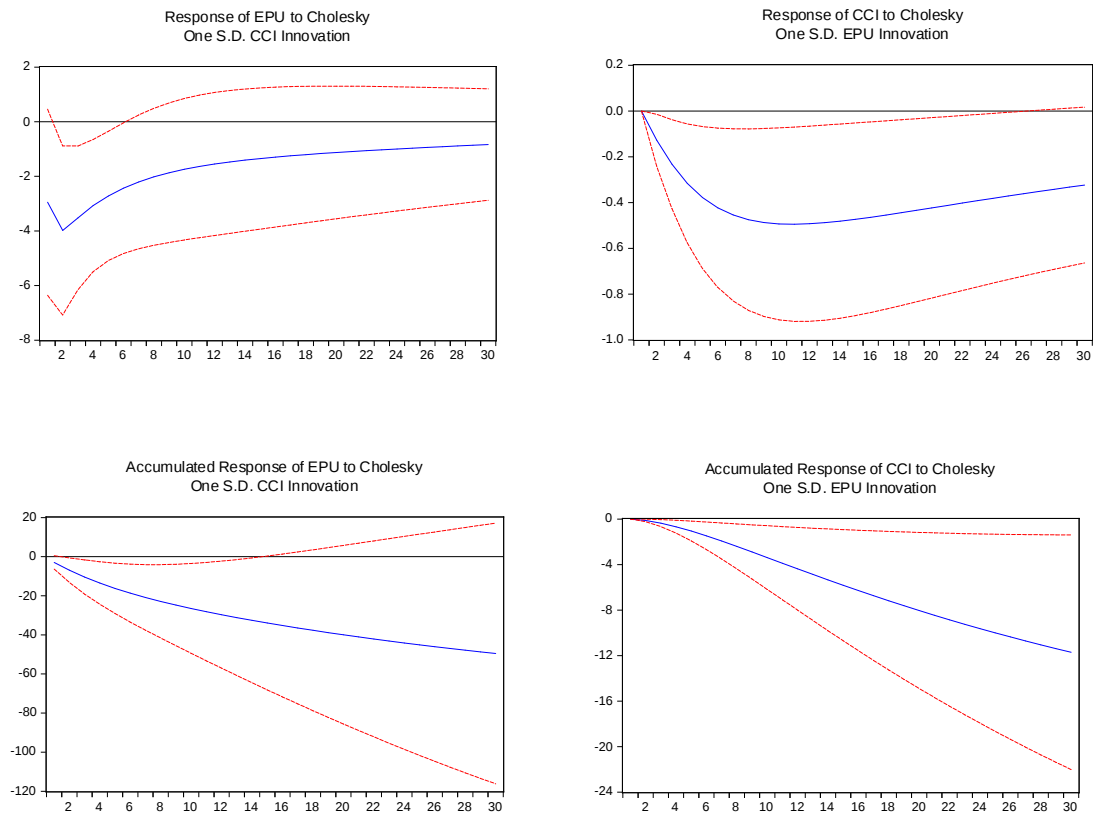 Response of EPU to Cholesky
One S.D. CCI Innovation
2
0
-2
-4
-6
-8
2 4 6 8 10 12 14 16 18 20 22 24 26 28 30
Response of CCI to Cholesky
One S.D. EPU Innovation
0.2
0.0
-0.2
-0.4
-0.6
-0.8
-1.0
2 4 6 8 10 12 14 16 18 20 22 24 26 28 30
Accumulated Response of EPU to Cholesky
One S.D. CCI Innovation
20
0
-20
-40
-60
-80
-100
-120
2 4 6 8 10 12 14 16 18 20 22 24 26 28 30
Accumulated Response of CCI to Cholesky
One S.D. EPU Innovation
0
-4
-8
-12
-16
-20
-24
2 4 6 8 10 12 14 16 18 20 22 24 26 28 30